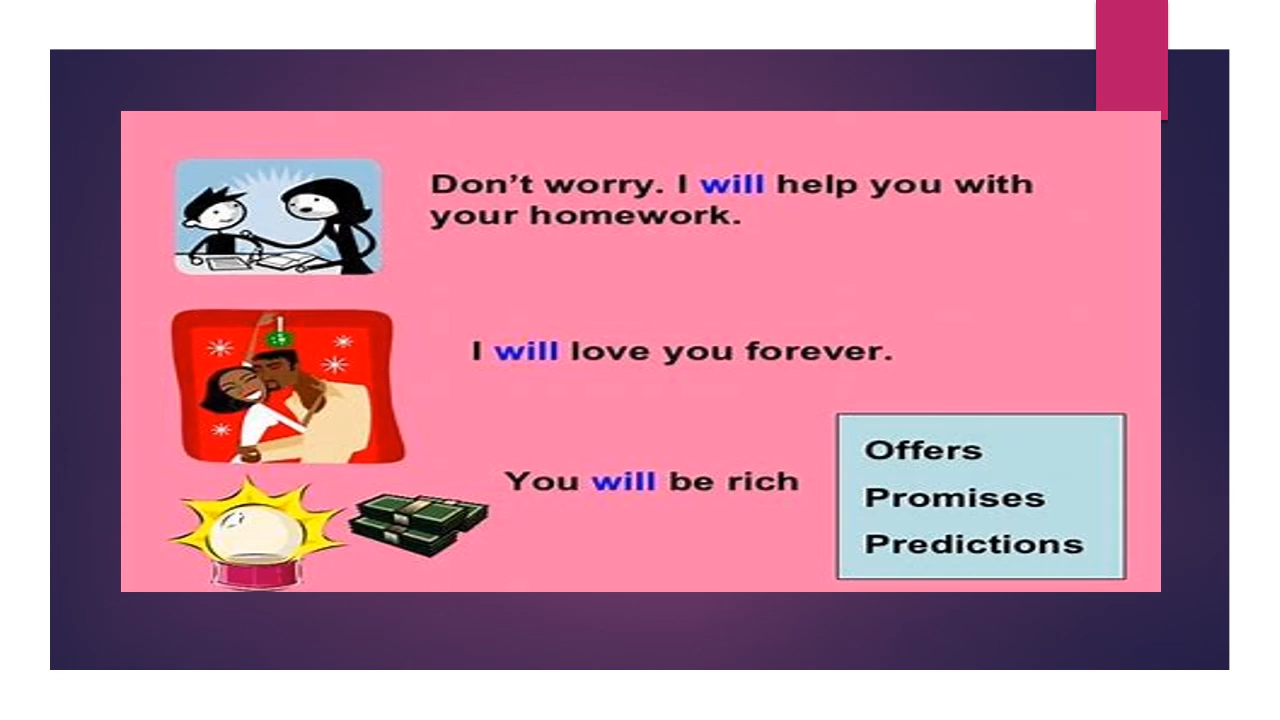 Don’t worry. I will help you with
your homework.
I will love you forever.
You will be rich
Offers
Promises
Predictions